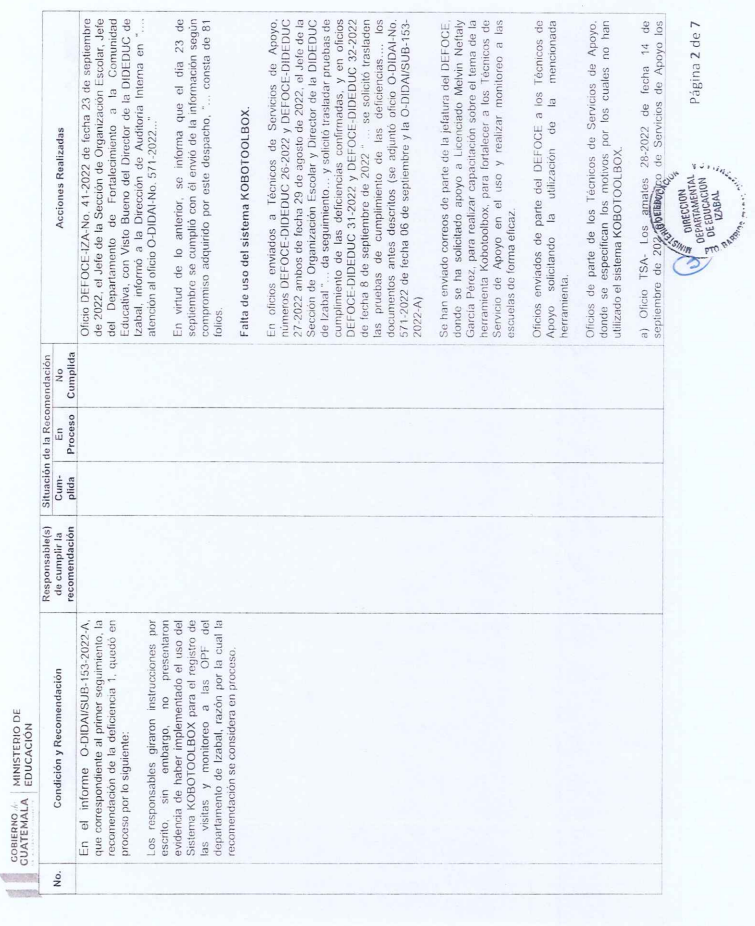 GOBIERNO de
GUATEMALA
MINISTERIO DE
EDUCACIÓN
No.
Condición y Recomendación
Responsable(s)
de cumplir la
recomendación
Situación de la Recomendación
Cum-
plida
En
Proceso
No
Cumplida
Acciones Realizadas
En el informe O-DIDAI/SUB-153-2022-A,
que correspondiente al primer seguimiento, la
recomendación de la deficiencia 1, quedó en
proceso por lo siguiente:
Los responsables giraron instrucciones por
escrito, sin embargo, no presentaron
evidencia de haber implementado el uso del
Sistema KOBOTOOLBOX para el registro de
las visitas y monitoreo a las OPF del
departamento de Izabal, razón por la cual la
recomendación se considera en proceso.
Oficio DEFOCE-IZA-No. 41-2022 de fecha 23 de septiembre
de 2022, el Jefe de la Sección de Organización Escolar, Jefe
del Departamento de Fortalecimiento a la Comunidad
Educativa, con Visto Bueno del Director de la DIDEDUC de
Izabal, informó a la Dirección de Auditoría Interna en "....
atención al oficio O-DIDAI-No. 571-2022..."
En virtud de lo anterior, se informa que el día 23 de
septiembre se cumplió con el envío de la información según
compromiso adquirido por este despacho, "... consta de 81
folios.
Falta de uso del sistema KOBOTOOLBOX.
En oficios enviados a Técnicos de Servicios de Apoyo,
números DEFOCE-DIDEDUC 26-2022 y DEFOCE-DIDEDUC
27-2022 ambos de fecha 29 de agosto de 2022, el Jefe de la
Sección de Organización Escolar y Director de la DIDEDUC
de Izabal "... da seguimiento... y solicitó trasladar pruebas de
cumplimiento de las deficiencias confirmadas, y en oficios
DEFOCE-DIDEDUC 31-2022 y DEFOCE-DIDEDUC 32-2022
de fecha 8 de septiembre de 2022 " ... se solicitó trasladen
las pruebas de cumplimiento de las deficiencias.... los
documentos antes descritos (se adjunto oficio O-DIDAI-No.
571-2022 de fecha 06 de septiembre y la O-DIDAI/SUB-153-
2022-A)
Se han enviado correos de parte de la jefatura del DEFOCE,
donde se ha solicitado apoyo a Licenciado Melvin Neftaly
García Pérez, para realizar capacitación sobre el tema de la
herramienta Kobotoolbox, para fortalecer a los Técnicos de
Servicio de Apoyo en el uso y realizar monitoreo a las
escuelas de forma eficaz.
Oficios enviados de parte del DEFOCE a los Técnicos de
Apoyo solicitando la utilización de la mencionada
herramienta.
Oficios de parte de los Técnicos de Servicios de Apoyo,
donde se especifican los motivos por los cuales no han
utilizado el sistema KOBOTOOLBOX.
a) Oficio TSA- Los amates 28-2022 de fecha 14 de
septiembre de 202 de Servicios de Apoyo los
DIRECCION
DEPARTAMENTAL
DE EDUCACION
IZABAL
Página 2 de 7